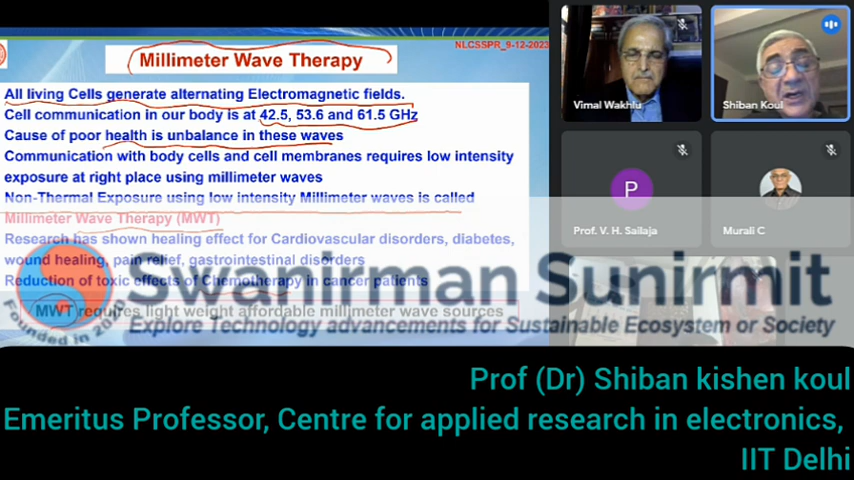 NLCSSPR_9-12-2023
Millimeter Wave Therapy
All living Cells generate alternating Electromagnetic fields.
Cell communication in our body is at 42.5, 53.6 and 61.5 GHz
Cause of poor health is unbalance in these waves
Communication with body cells and cell membranes requires low intensity
exposure at right place using millimeter waves
Non-Thermal Exposure using low intensity Millimeter waves is called
Millimeter Wave Therapy (MWT)
Research has shown healing effect for Cardiovascular disorders, diabetes,
wound healing, pain relief, gastrointestinal disorders
Reduction of toxic effects of Chemotherapy in cancer patients
MWT requires light weight affordable millimeter wave sources
Vimal Wakhlu
Shiban Koul
P
Prof. V. H. Sailaja
Murali C
Swanirman Sunirmit
Explore Technology advancements for Sustainable Ecosystem or Society
Founded in 2020
Prof (Dr) Shiban kishen koul
Emeritus Professor, Centre for applied research in electronics,
IIT Delhi